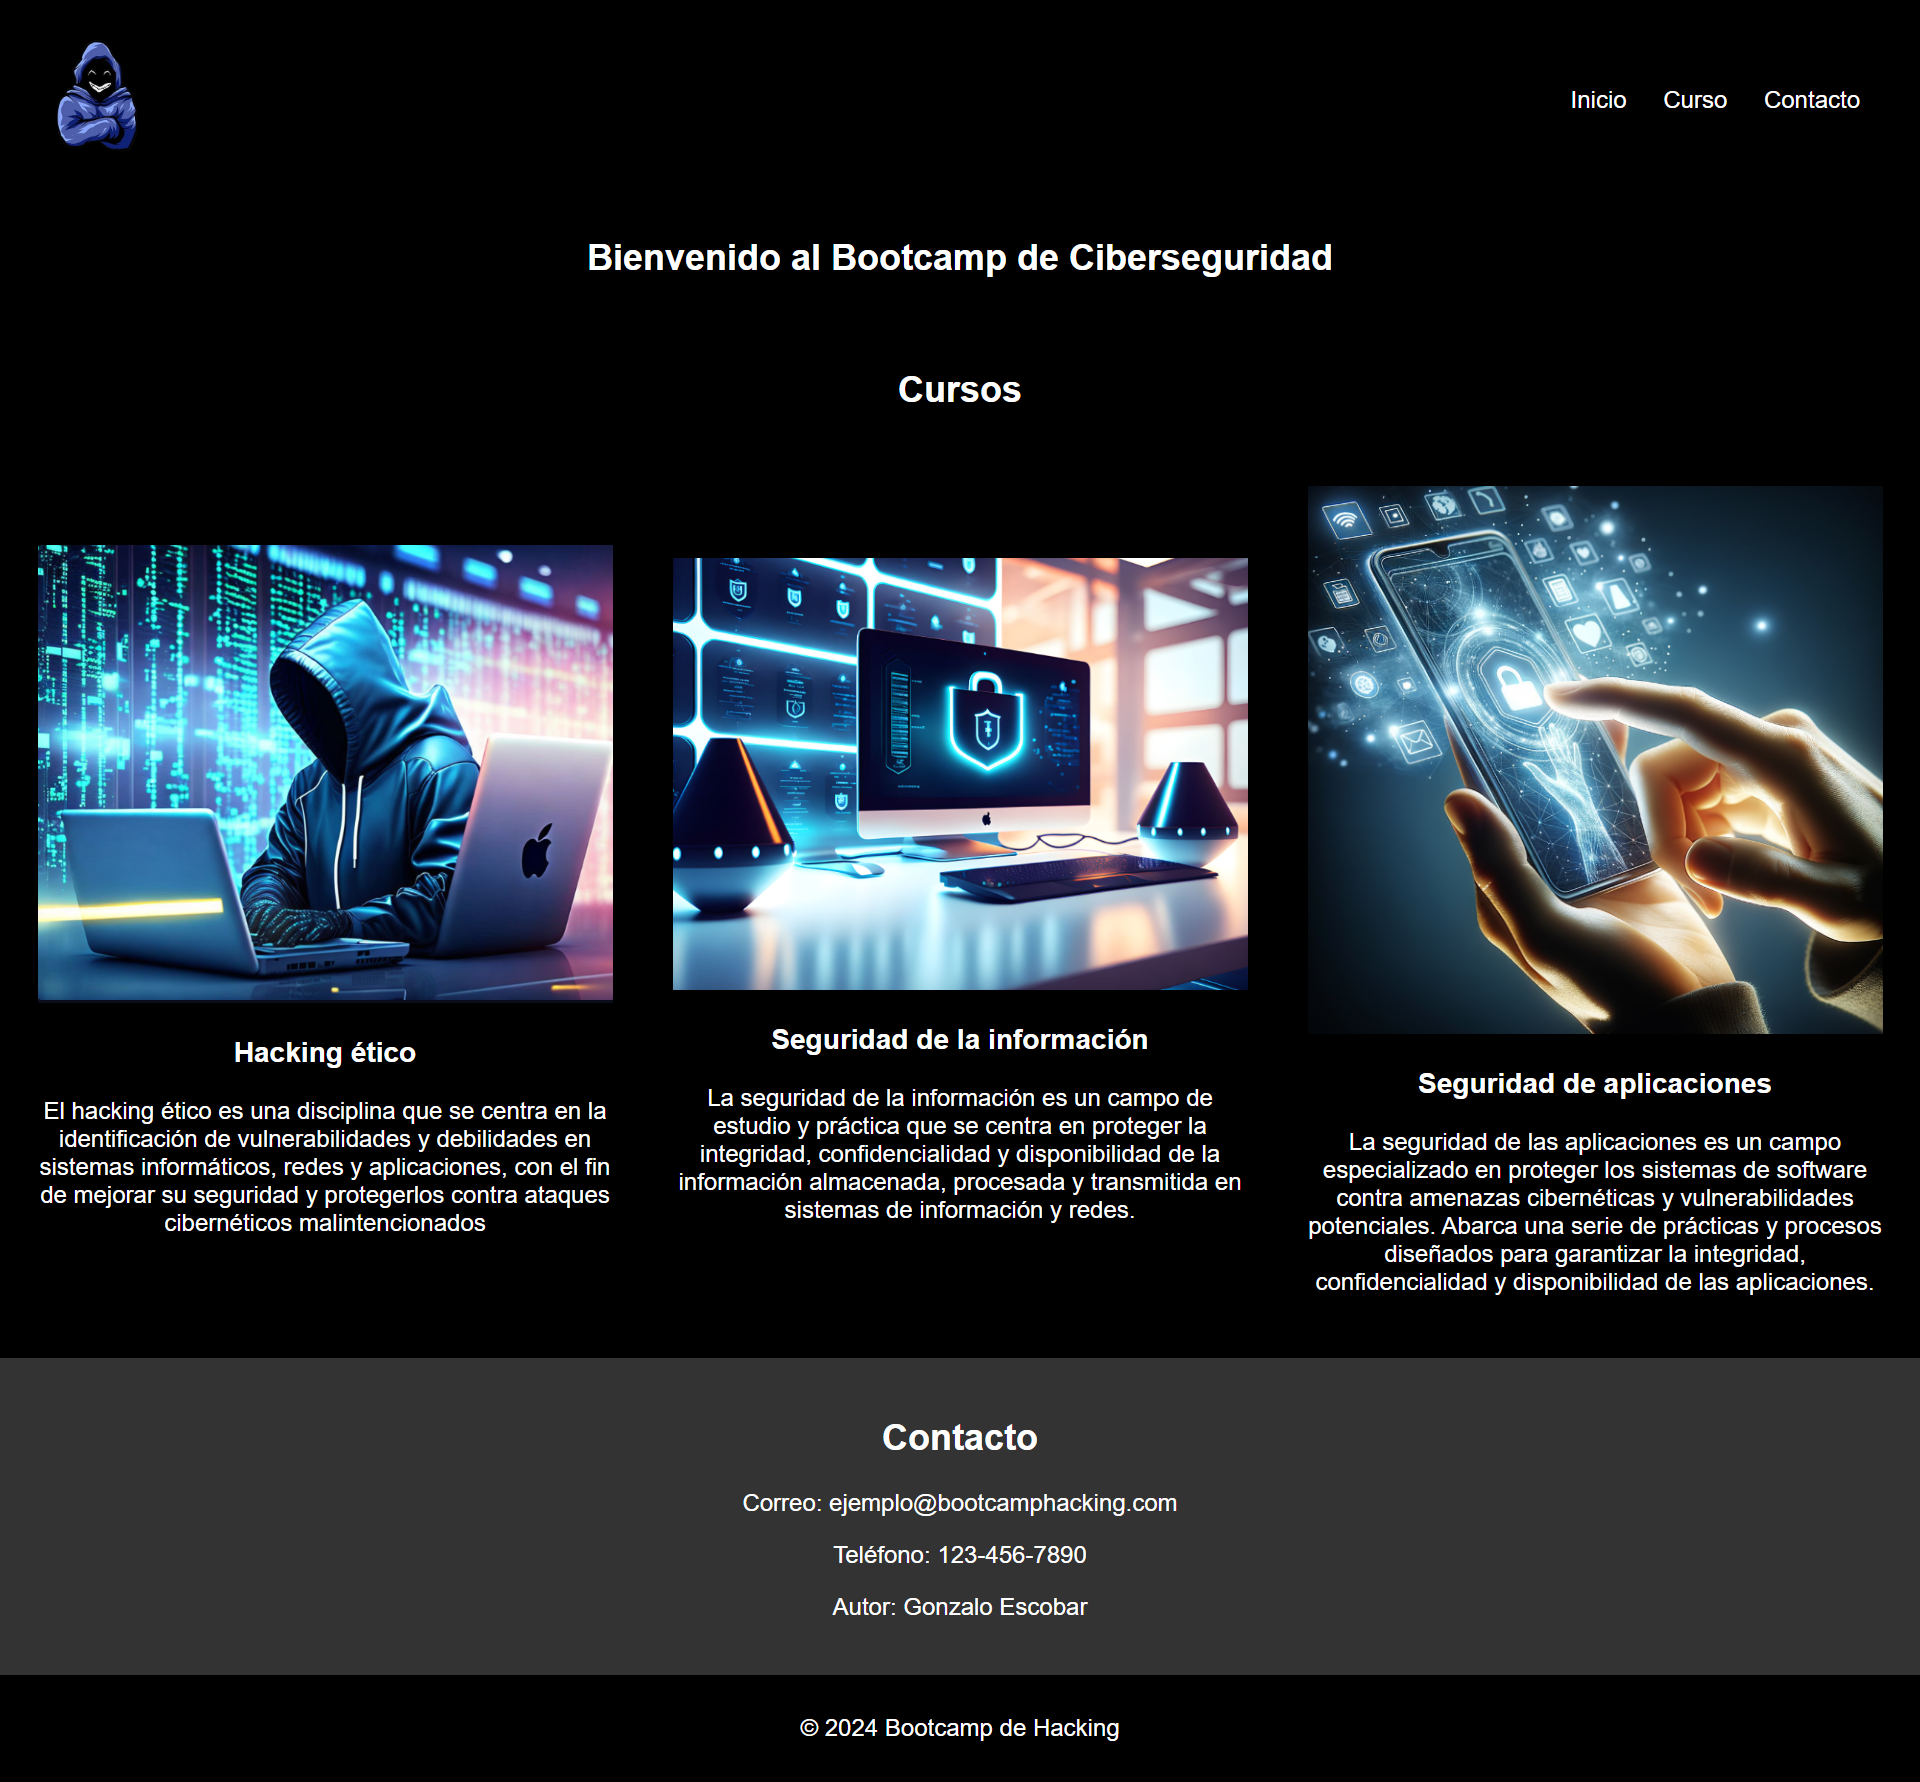 Inicio Curso Contacto
Bienvenido al Bootcamp de Ciberseguridad
Cursos
Hacking ético
El hacking ético es una disciplina que se centra en la
identificación de vulnerabilidades y debilidades en
sistemas informáticos, redes y aplicaciones, con el fin
de mejorar su seguridad y protegerlos contra ataques
cibernéticos malintencionados
Seguridad de la información
La seguridad de la información es un campo de
estudio y práctica que se centra en proteger la
integridad, confidencialidad y disponibilidad de la
información almacenada, procesada y transmitida en
sistemas de información y redes.
Seguridad de aplicaciones
La seguridad de las aplicaciones es un campo
especializado en proteger los sistemas de software
contra amenazas cibernéticas y vulnerabilidades
potenciales. Abarca una serie de prácticas y procesos
diseñados para garantizar la integridad,
confidencialidad y disponibilidad de las aplicaciones.
Contacto
Correo: ejemplo@bootcamphacking.com
Teléfono: 123-456-7890
Autor: Gonzalo Escobar
© 2024 Bootcamp de Hacking